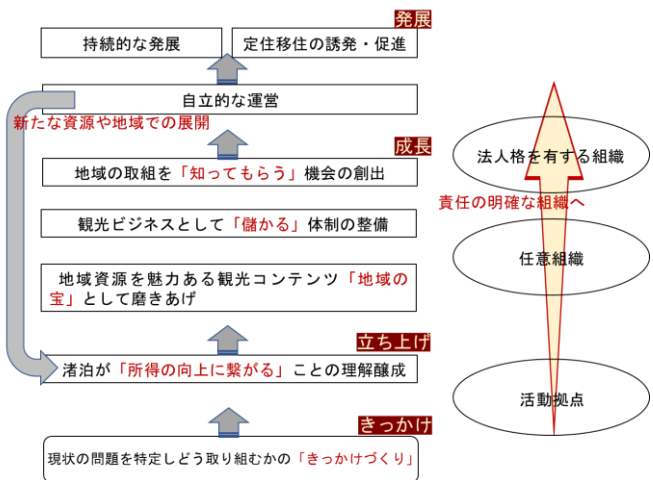 発展
持続的な発展
定住移住の誘発・促進
自立的な運営
新たな資源や地域での展開
成長
地域の取組を「知ってもらう」機会の創出
観光ビジネスとして「儲かる」体制の整備
地域資源を魅力ある観光コンテンツ「地域の
宝」として磨きあげ
立ち上げ
渚泊が「所得の向上に繋がる」ことの理解醸成
きっかけ
現状の問題を特定しどう取り組むかの「きっかけづくり」
法人格を有する組織
責任の明確な組織へ
任意組織
活動拠点